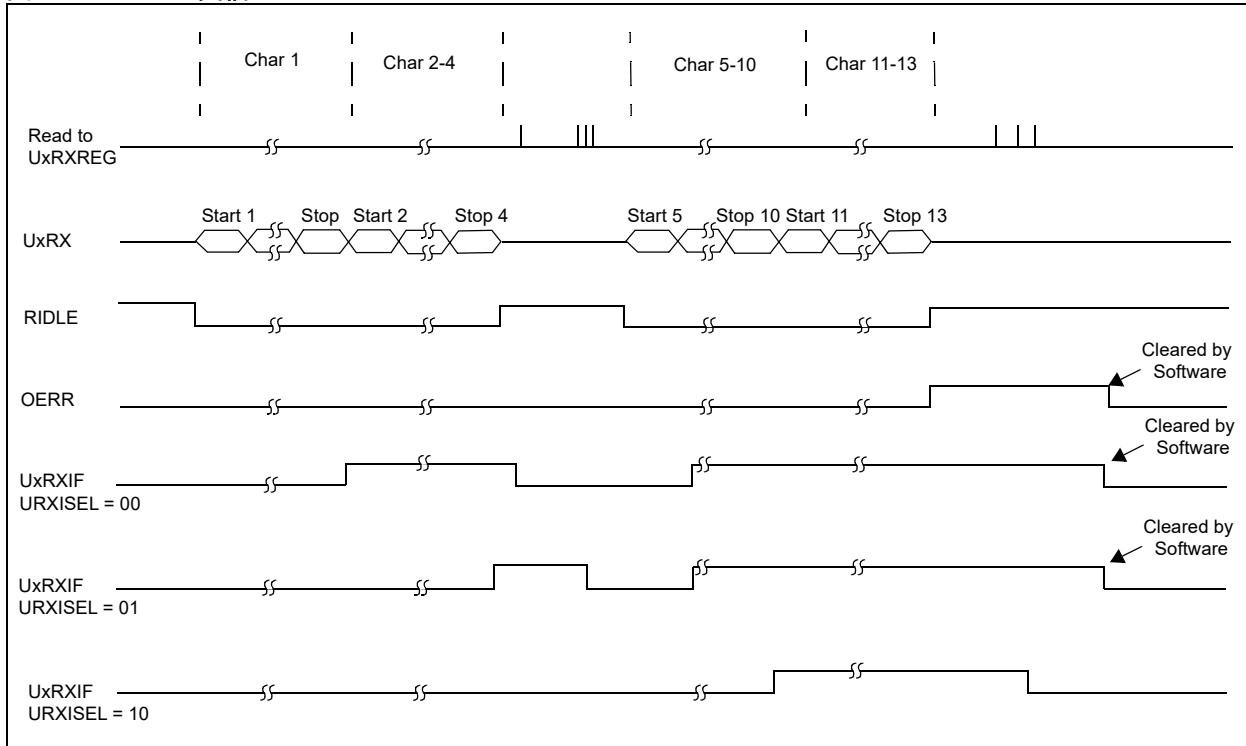 Char 1
Char 2-4
Char 5-10
Char 11-13
Read to
UxRXREG
Start 1
Stop
Start 2
Stop 4
Start 5
Stop 10
Start 11
Stop 13
UxRX
RIDLE
Cleared by
Software
OERR
Cleared by
Software
UxRXIF
URXISEL = 00
Cleared by
Software
UxRXIF
URXISEL = 01
UxRXIF
URXISEL = 10